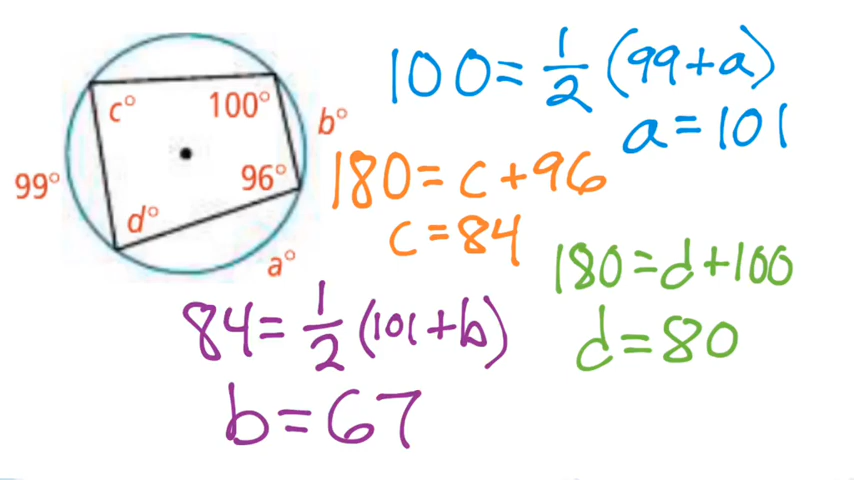 100 = 1/2 (99 + a)
a = 101
c°
100°
b°
99°
96°
180 = c + 96
c = 84
d°
a°
180 = d + 100
d = 80
84 = 1/2 (101 + b)
b = 67